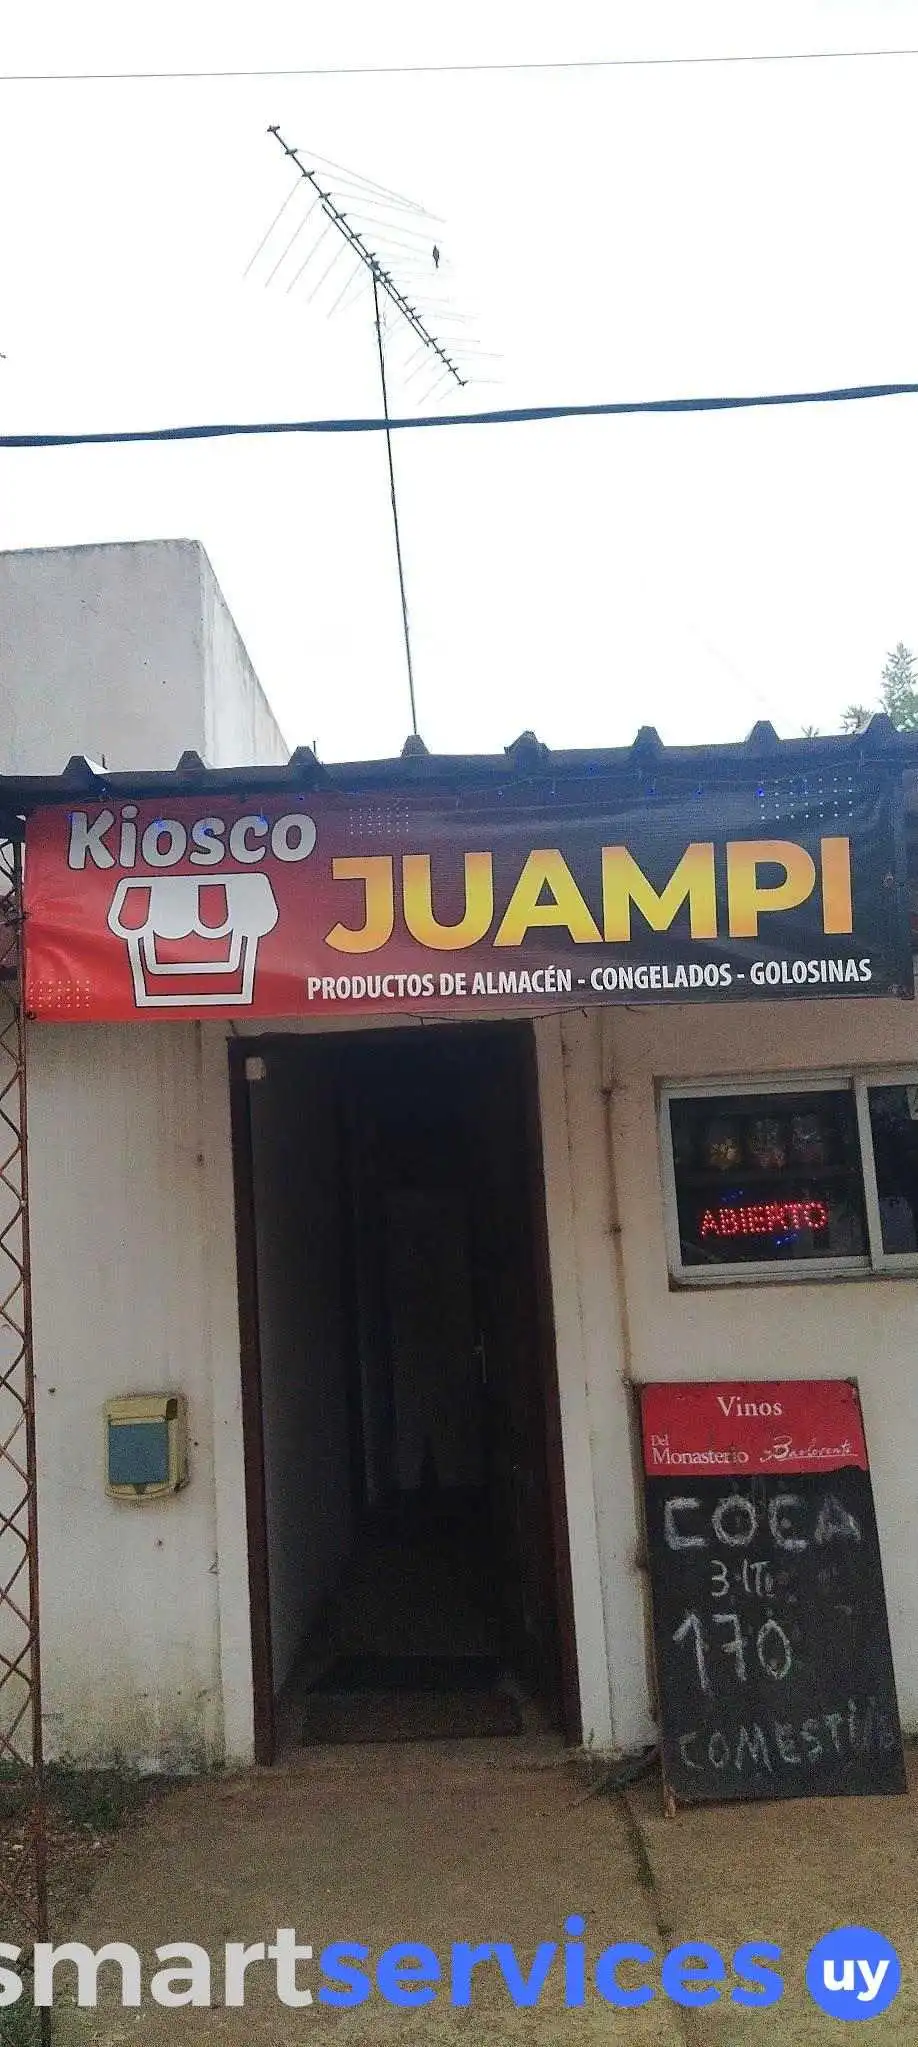 Kiosco
JUAMPI
PRODUCTOS DE ALMACÉN - CONGELADOS - GOLOSINAS
ABIERTO
Vinos
Del
Monasterio
COCA
3 LTs
170
smartservices uy